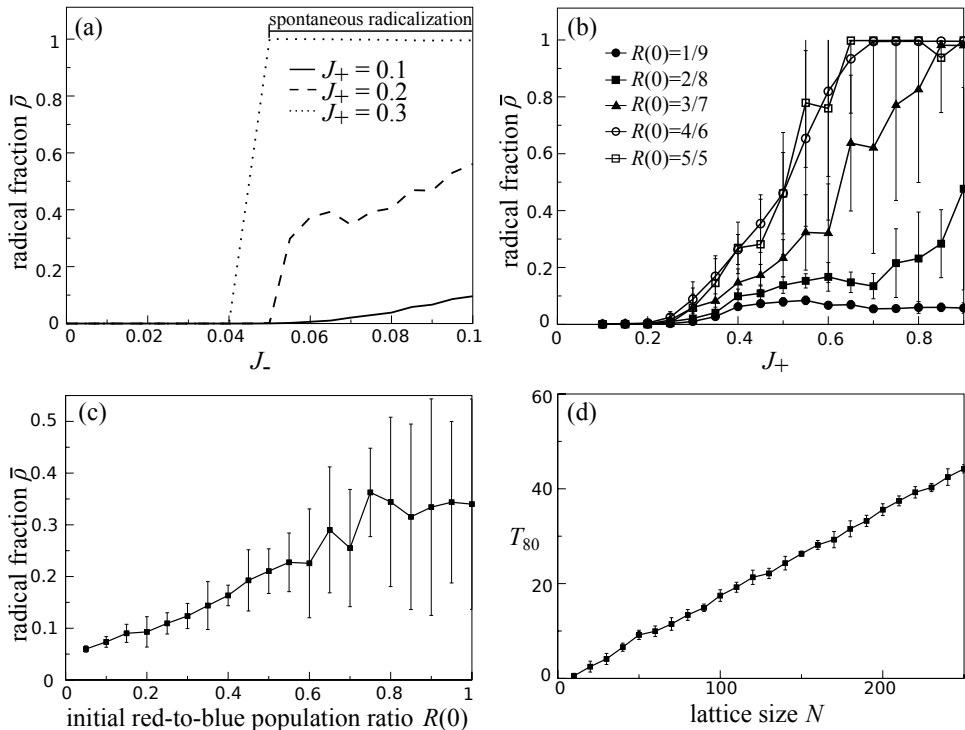 (a)
spontaneous radicalization
J+ = 0.1
J+ = 0.2
J+ = 0.3
radical fraction ρ̄
1
0.8
0.6
0.4
0.2
0
0 0.02 0.04 0.06 0.08 0.1
J-
(b)
R(0)=1/9
R(0)=2/8
R(0)=3/7
R(0)=4/6
R(0)=5/5
radical fraction ρ̄
1
0.8
0.6
0.4
0.2
0
0 0.2 0.4 0.6 0.8
J+
(c)
radical fraction ρ̄
0.5
0.4
0.3
0.2
0.1
0
0 0.2 0.4 0.6 0.8 1
initial red-to-blue population ratio R(0)
(d)
T80
60
40
20
0
0 100 200
lattice size N